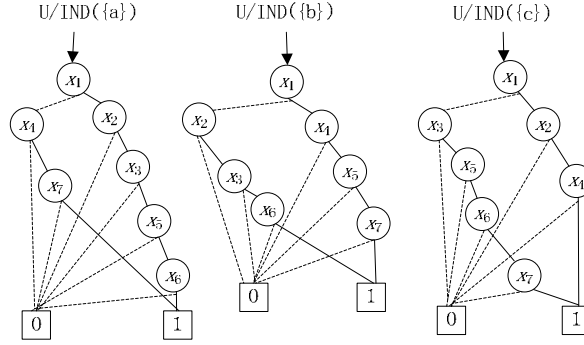 U/IND({a}) U/IND({b}) U/IND({c})
x1 x1 x1
x4 x2 x2 x4 x3 x2
x7 x3 x3 x5 x5 x4
x5 x6 x7 x6
x6 x7
0 1 0 1 0 1